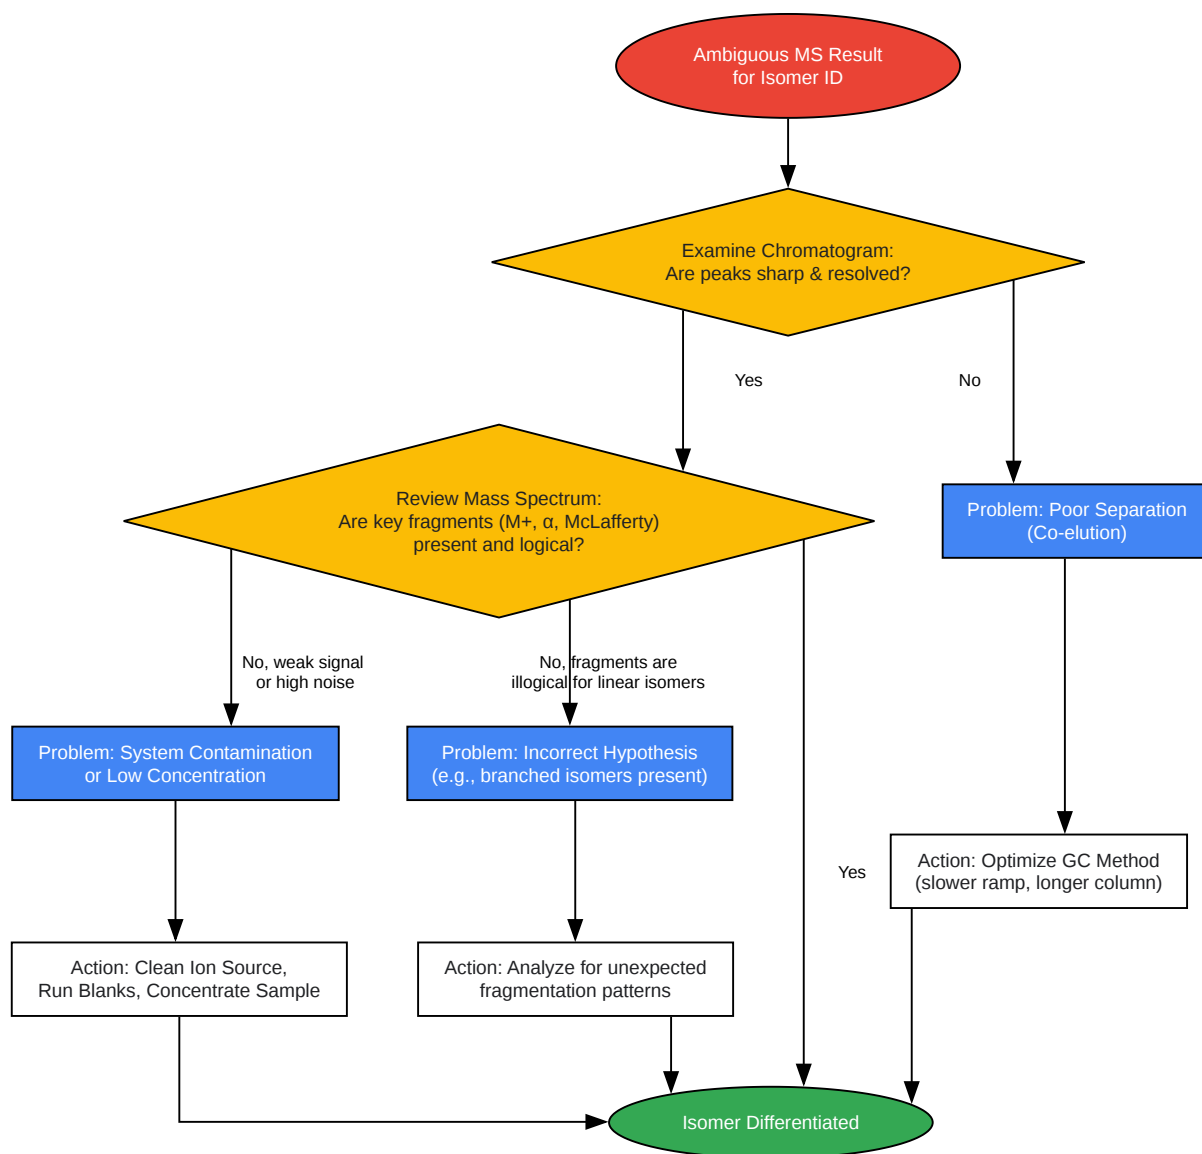 Ambiguous MS Result
for Isomer ID
Examine Chromatogram:
Are peaks sharp & resolved?
Yes
No
Review Mass Spectrum:
Are key fragments (M+, α, McLafferty)
present and logical?
Problem: Poor Separation
(Co-elution)
No, weak signal
or high noise
No, fragments are
illogical for linear isomers
Problem: System Contamination
or Low Concentration
Problem: Incorrect Hypothesis
(e.g., branched isomers present)
Yes
Action: Optimize GC Method
(slower ramp, longer column)
Action: Clean Ion Source,
Run Blanks, Concentrate Sample
Action: Analyze for unexpected
fragmentation patterns
Isomer Differentiated